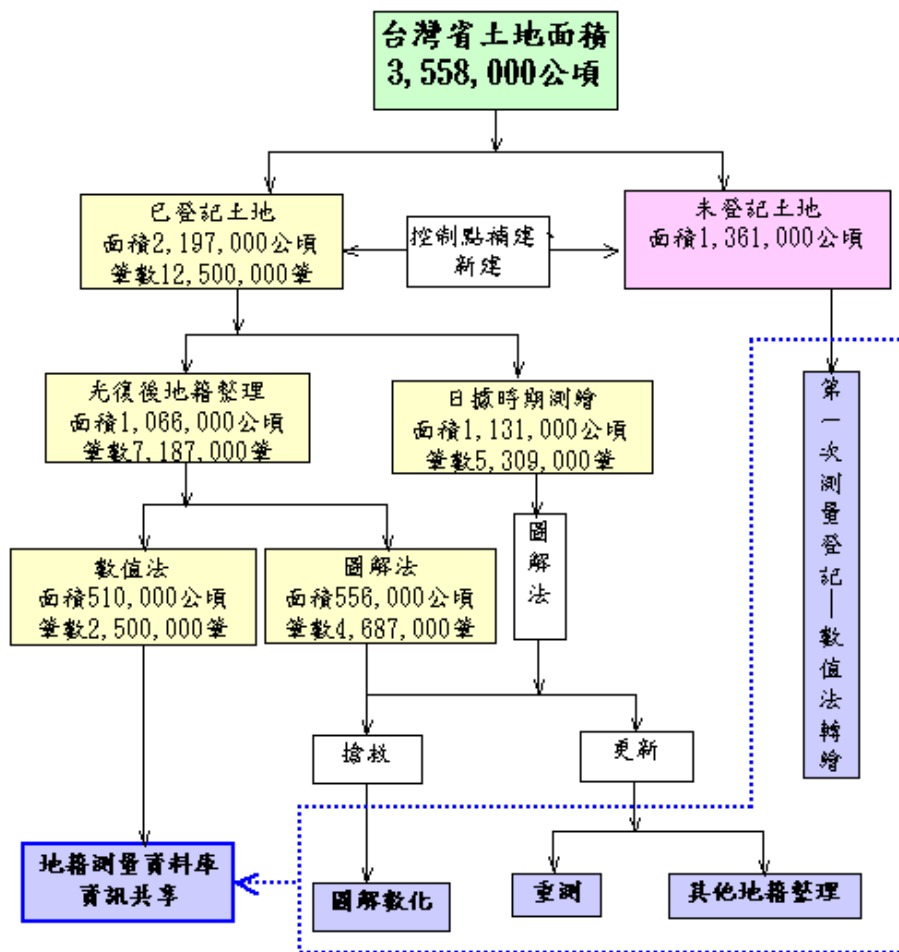 台灣省土地面積
3,558,000公頃
已登記土地
面積2,197,000公頃
筆數12,500,000筆
控制點補建、
新建
未登記土地
面積1,361,000公頃
光復後地籍整理
面積1,066,000公頃
筆數7,187,000筆
日據時期測繪
面積1,131,000公頃
筆數5,309,000筆
第一次測量登記—數值法轉繪
數值法
面積510,000公頃
筆數2,500,000筆
圖解法
面積556,000公頃
筆數4,687,000筆
圖解法
搶救
更新
地籍測量資料庫
資訊共享
圖解數化
重測
其他地籍整理